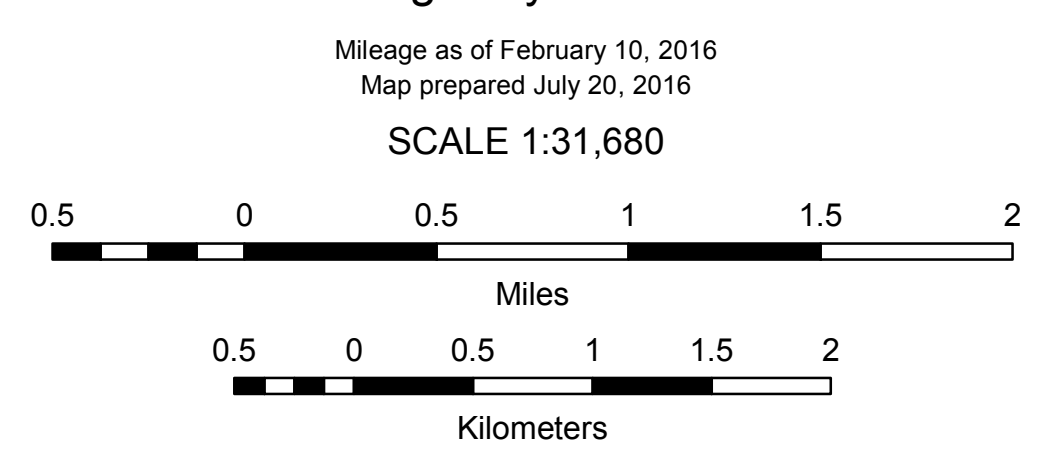 Mileage as of February 10, 2016
Map prepared July 20, 2016
SCALE 1:31,680
0.5 0 0.5 1 1.5 2
Miles
0.5 0 0.5 1 1.5 2
Kilometers